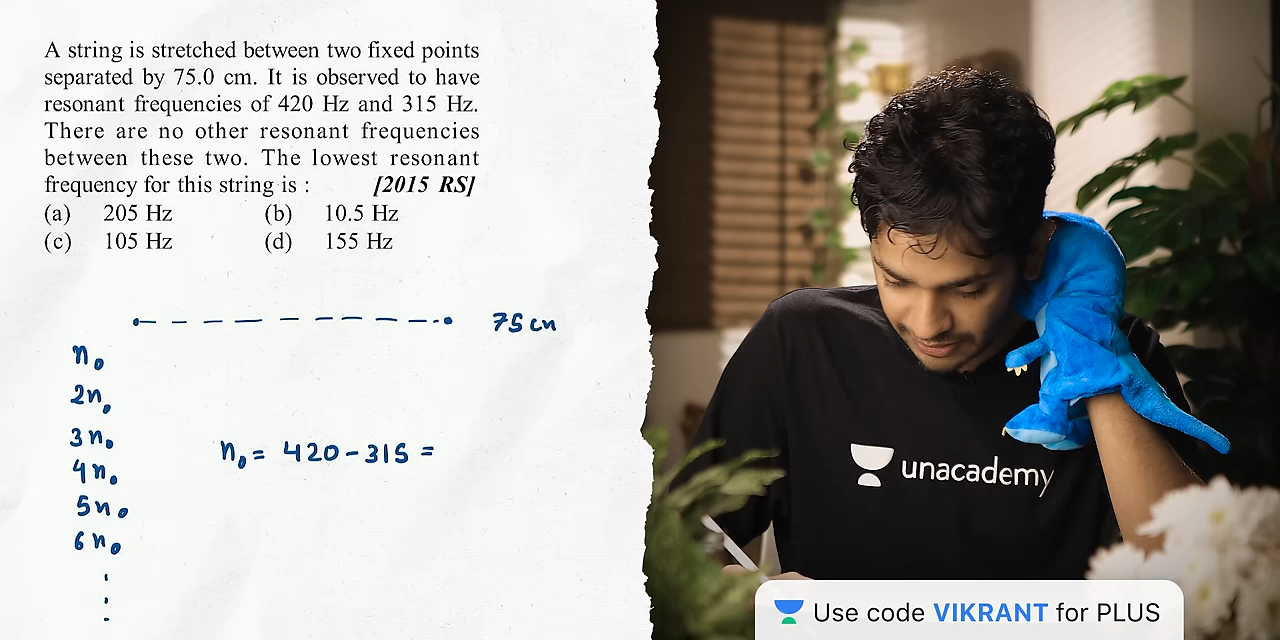 A string is stretched between two fixed points
separated by 75.0 cm. It is observed to have
resonant frequencies of 420 Hz and 315 Hz.
There are no other resonant frequencies
between these two. The lowest resonant
frequency for this string is : [2015 RS]
(a) 205 Hz (b) 10.5 Hz
(c) 105 Hz (d) 155 Hz
75 cm
n₀
2n₀
3n₀
4n₀
5n₀
6n₀
n₀ = 420 - 315 =
unacademy
Use code VIKRANT for PLUS